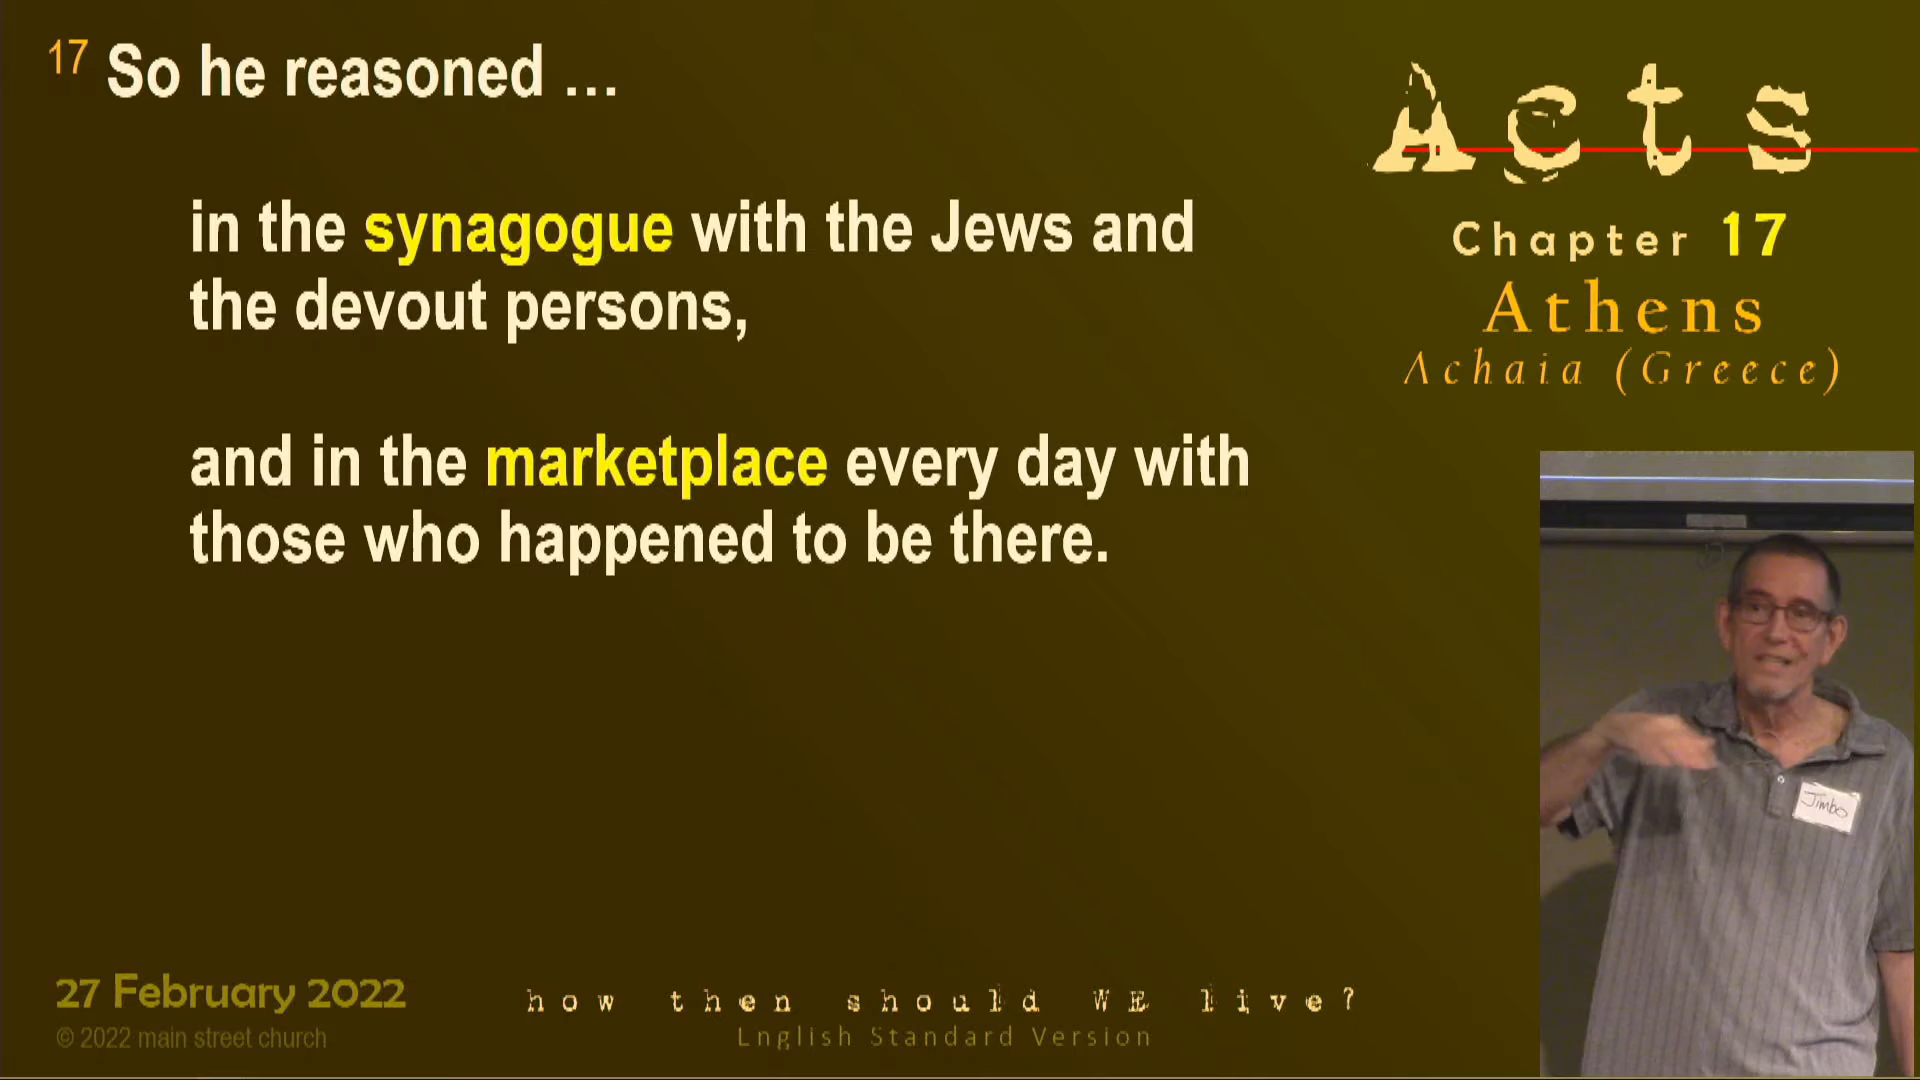 17 So he reasoned …
in the synagogue with the Jews and
the devout persons,
and in the marketplace every day with
those who happened to be there.
Acts
Chapter 17
Athens
Achaia (Greece)
Jimbo
27 February 2022
© 2022 main street church
how then should WE live?
English Standard Version